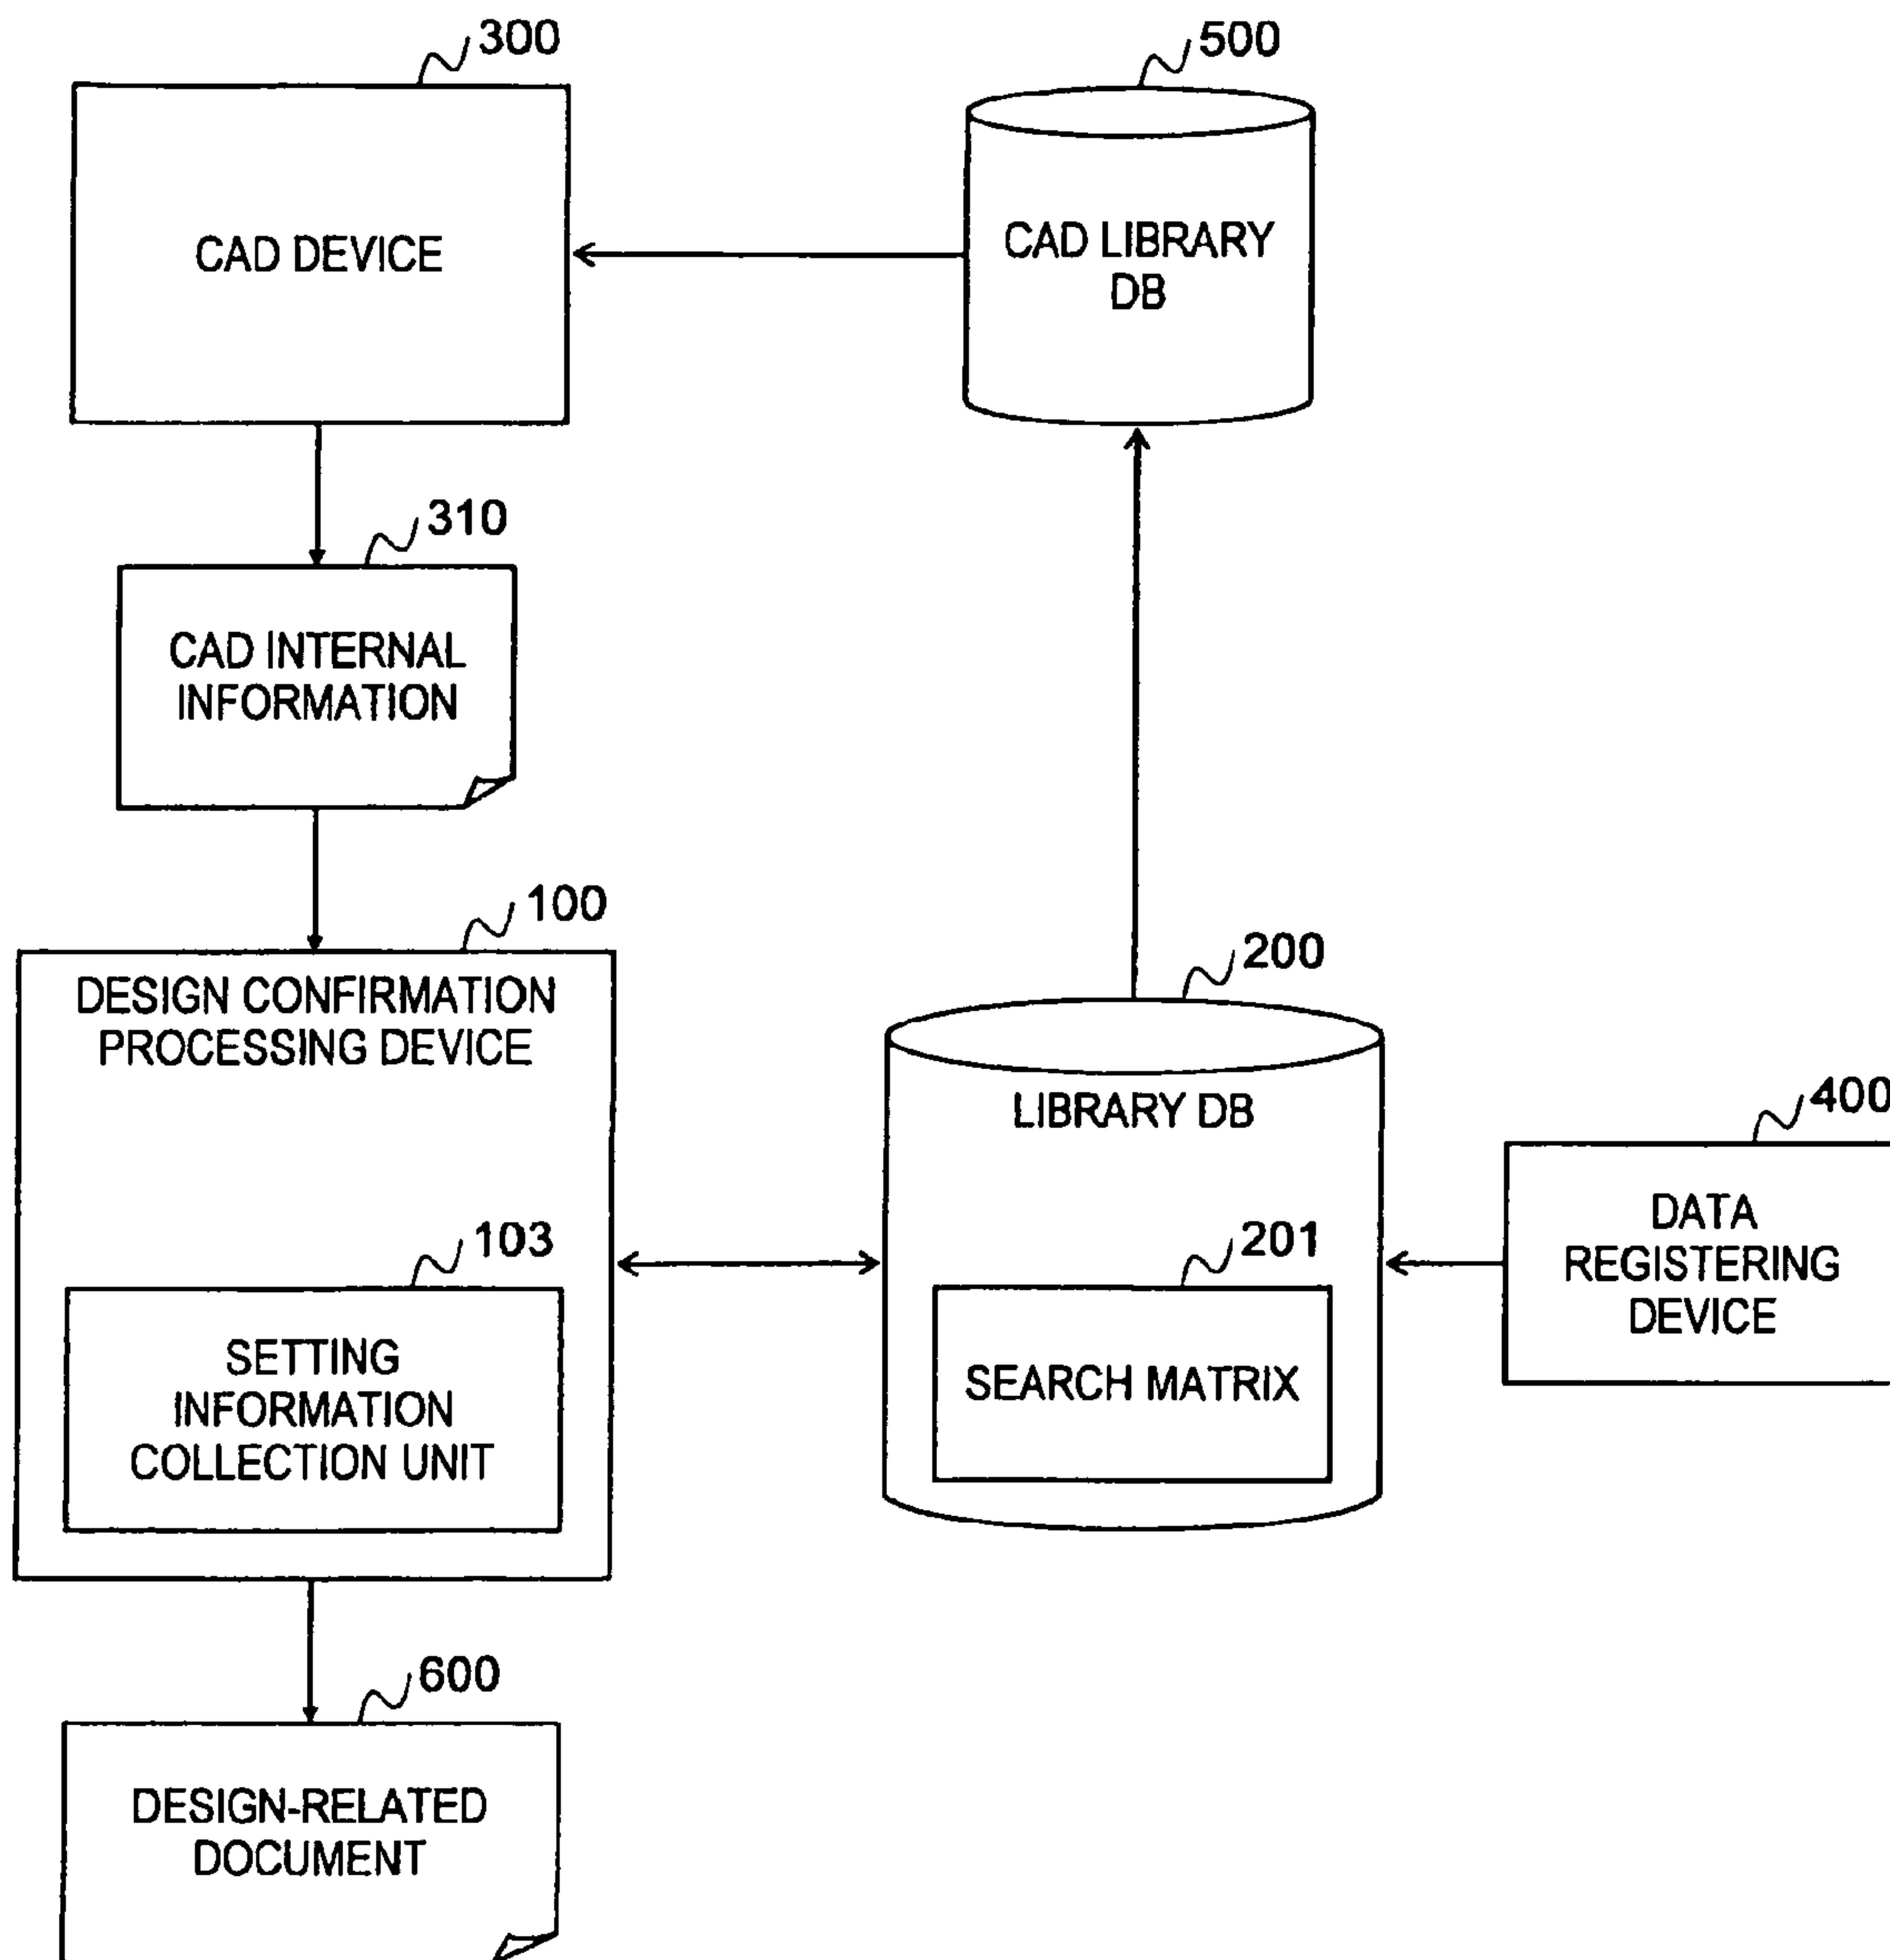 300
500
CAD DEVICE
CAD LIBRARY
DB
310
CAD INTERNAL
INFORMATION
100
DESIGN CONFIRMATION
PROCESSING DEVICE
200
LIBRARY DB
400
DATA
REGISTERING
DEVICE
103
SETTING
INFORMATION
COLLECTION UNIT
201
SEARCH MATRIX
600
DESIGN-RELATED
DOCUMENT